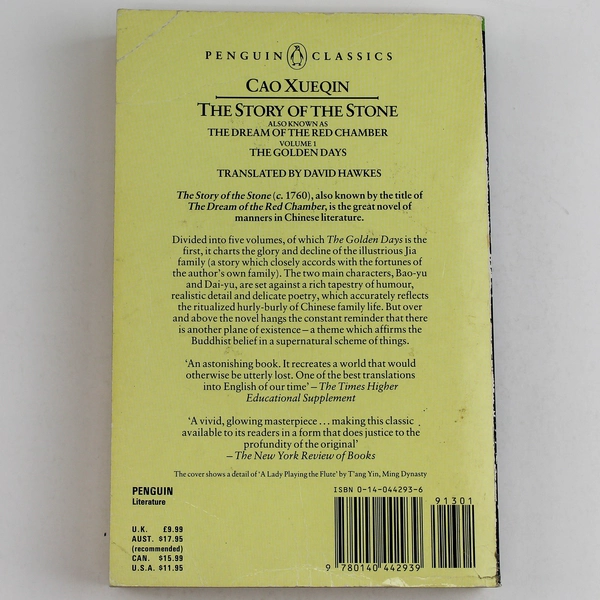 PENGUIN CLASSICS
CAO XUEQIN
THE STORY OF THE STONE
ALSO KNOWN AS
THE DREAM OF THE RED CHAMBER
VOLUME 1
THE GOLDEN DAYS
TRANSLATED BY DAVID HAWKES
The Story of the Stone (c. 1760), also known by the title of
The Dream of the Red Chamber, is the great novel of
manners in Chinese literature.
Divided into five volumes, of which The Golden Days is the
first, it charts the glory and decline of the illustrious Jia
family (a story which closely accords with the fortunes of
the author's own family). The two main characters, Bao-yu
and Dai-yu, are set against a rich tapestry of humour,
realistic detail and delicate poetry, which accurately reflects
the ritualized hurly-burly of Chinese family life. But over
and above the novel hangs the constant reminder that there
is another plane of existence – a theme which affirms the
Buddhist belief in a supernatural scheme of things.
'An astonishing book. It recreates a world that would
otherwise be utterly lost. One of the best translations
into English of our time' – The Times Higher
Educational Supplement
'A vivid, glowing masterpiece ... making this classic
available to its readers in a form that does justice to the
profundity of the original'
– The New York Review of Books
The cover shows a detail of 'A Lady Playing the Flute' by T'ang Yin, Ming Dynasty
PENGUIN
Literature
U.K. £9.99
AUST. $17.95
(recommended)
CAN. $15.99
U.S.A. $11.95
ISBN 0-14-044293-6
91301
9 780140 442939